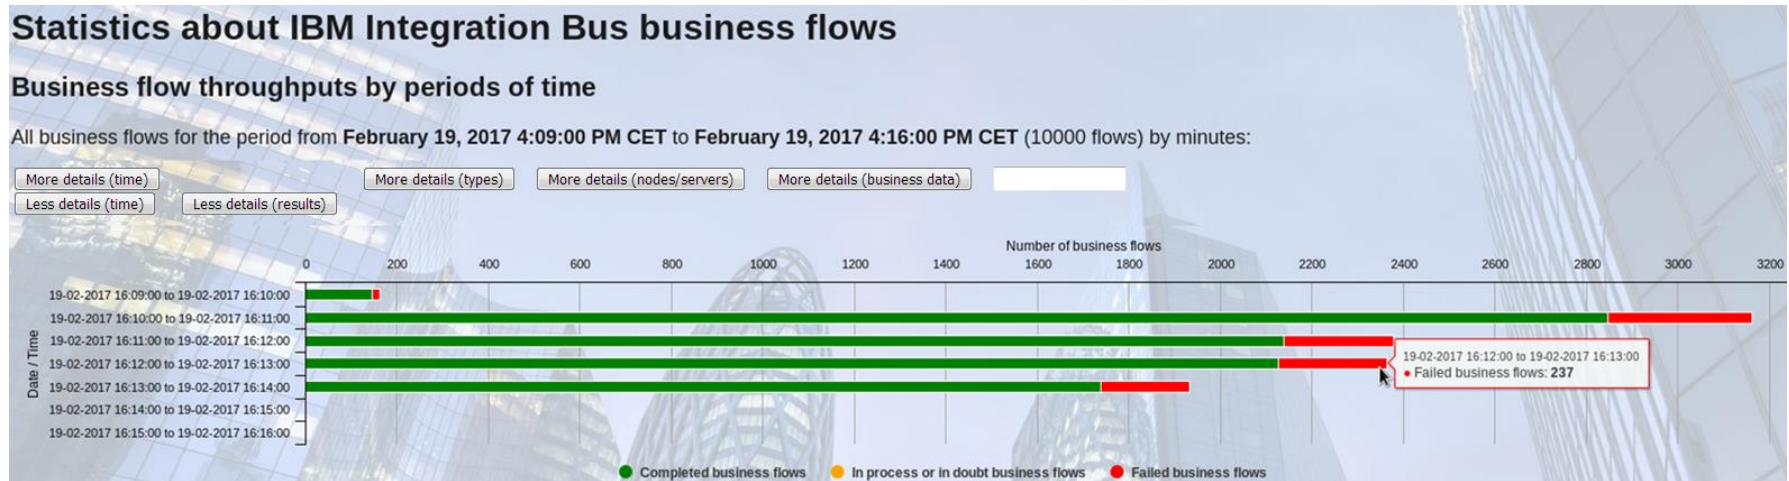 Statistics about IBM Integration Bus business flows
Business flow throughputs by periods of time
All business flows for the period from February 19, 2017 4:09:00 PM CET to February 19, 2017 4:16:00 PM CET (10000 flows) by minutes:
More details (time) More details (types) More details (nodes/servers) More details (business data)
Less details (time) Less details (results)
Number of business flows
0 200 400 600 800 1000 1200 1400 1600 1800 2000 2200 2400 2600 2800 3000 3200
Date / Time
19-02-2017 16:09:00 to 19-02-2017 16:10:00
19-02-2017 16:10:00 to 19-02-2017 16:11:00
19-02-2017 16:11:00 to 19-02-2017 16:12:00
19-02-2017 16:12:00 to 19-02-2017 16:13:00
19-02-2017 16:13:00 to 19-02-2017 16:14:00
19-02-2017 16:14:00 to 19-02-2017 16:15:00
19-02-2017 16:15:00 to 19-02-2017 16:16:00
19-02-2017 16:12:00 to 19-02-2017 16:13:00
● Failed business flows: 237
Completed business flows In process or in doubt business flows Failed business flows